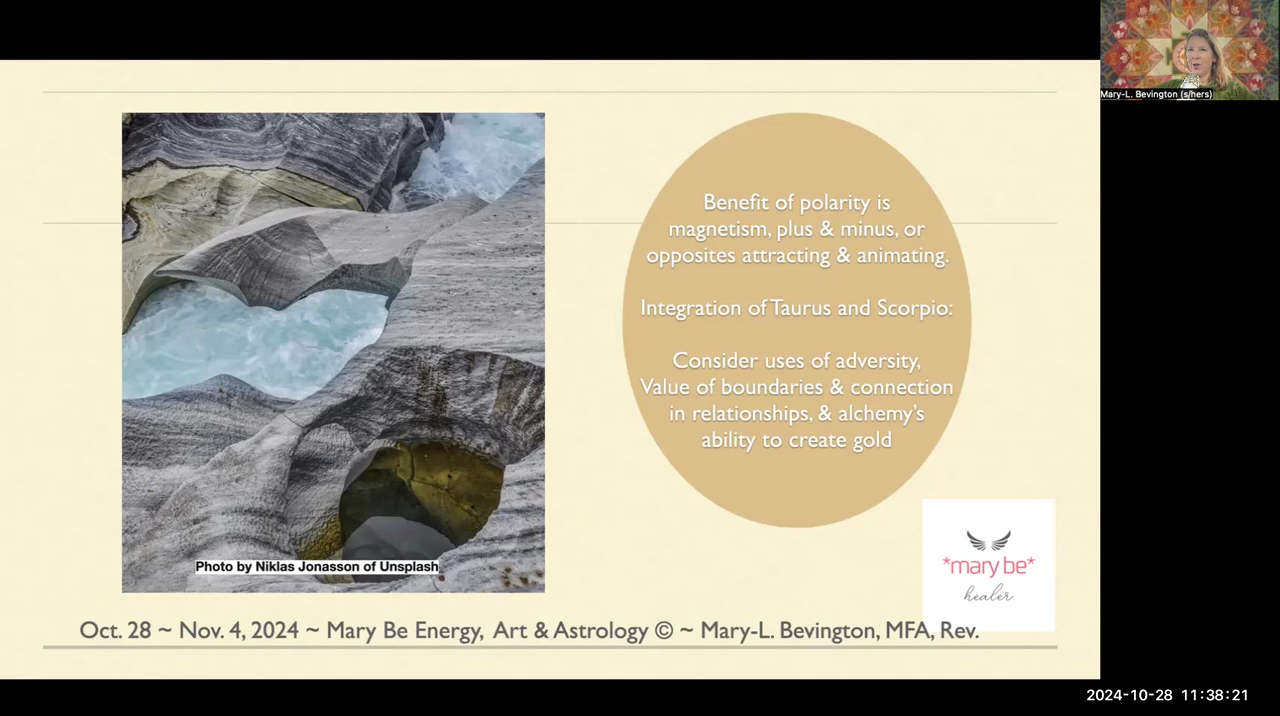 Mary-L. Bevington (s/hers)
Benefit of polarity is
magnetism, plus & minus, or
opposites attracting & animating.
Integration of Taurus and Scorpio:
Consider uses of adversity,
Value of boundaries & connection
in relationships, & alchemy's
ability to create gold
*mary be*
healer
Photo by Niklas Jonasson of Unsplash
Oct. 28 ~ Nov. 4, 2024 ~ Mary Be Energy, Art & Astrology © ~ Mary-L. Bevington, MFA, Rev.
2024-10-28 11:38:21